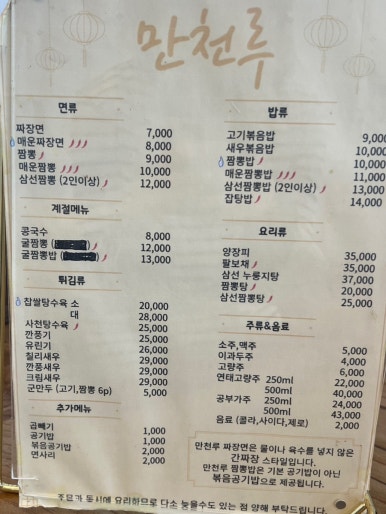 만천루
면류
짜장면 7,000
매운짜장면 8,000
짬뽕 9,000
매운짬뽕 10,000
삼선짬뽕 (2인이상) 12,000
계절메뉴
콩국수 8,000
굴짬뽕 ( ) 12,000
굴짬뽕밥 ( ) 13,000
튀김류
찹쌀탕수육 소 20,000
대 28,000
사천탕수육 25,000
깐풍기 25,000
유린기 26,000
칠리새우 29,000
깐풍새우 29,000
크림새우 29,000
군만두 (고기,짬뽕 6p) 5,000
추가메뉴
곱빼기 1,000
공기밥 1,000
볶음공기밥 2,000
면사리 2,000
밥류
고기볶음밥 9,000
새우볶음밥 10,000
짬뽕밥 10,000
매운짬뽕밥 11,000
삼선짬뽕밥 (2인이상) 13,000
잡탕밥 14,000
요리류
양장피 35,000
팔보채 35,000
삼선 누룽지탕 37,000
짬뽕탕 20,000
삼선짬뽕탕 25,000
주류&음료
소주,맥주 5,000
이과두주 4,000
고량주 6,000
연태고량주 250ml 22,000
500ml 40,000
공부가주 250ml 24,000
500ml 43,000
음료 (콜라,사이다,제로) 2,000
만천루 짜장면은 물이나 육수를 넣지 않은
간짜장 스타일입니다.
만천루 짬뽕밥은 기본 공기밥이 아닌
볶음공기밥으로 제공됩니다.
주문과 동시에 요리하므로 다소 늦을수도 있는 점 양해 부탁드립니다.